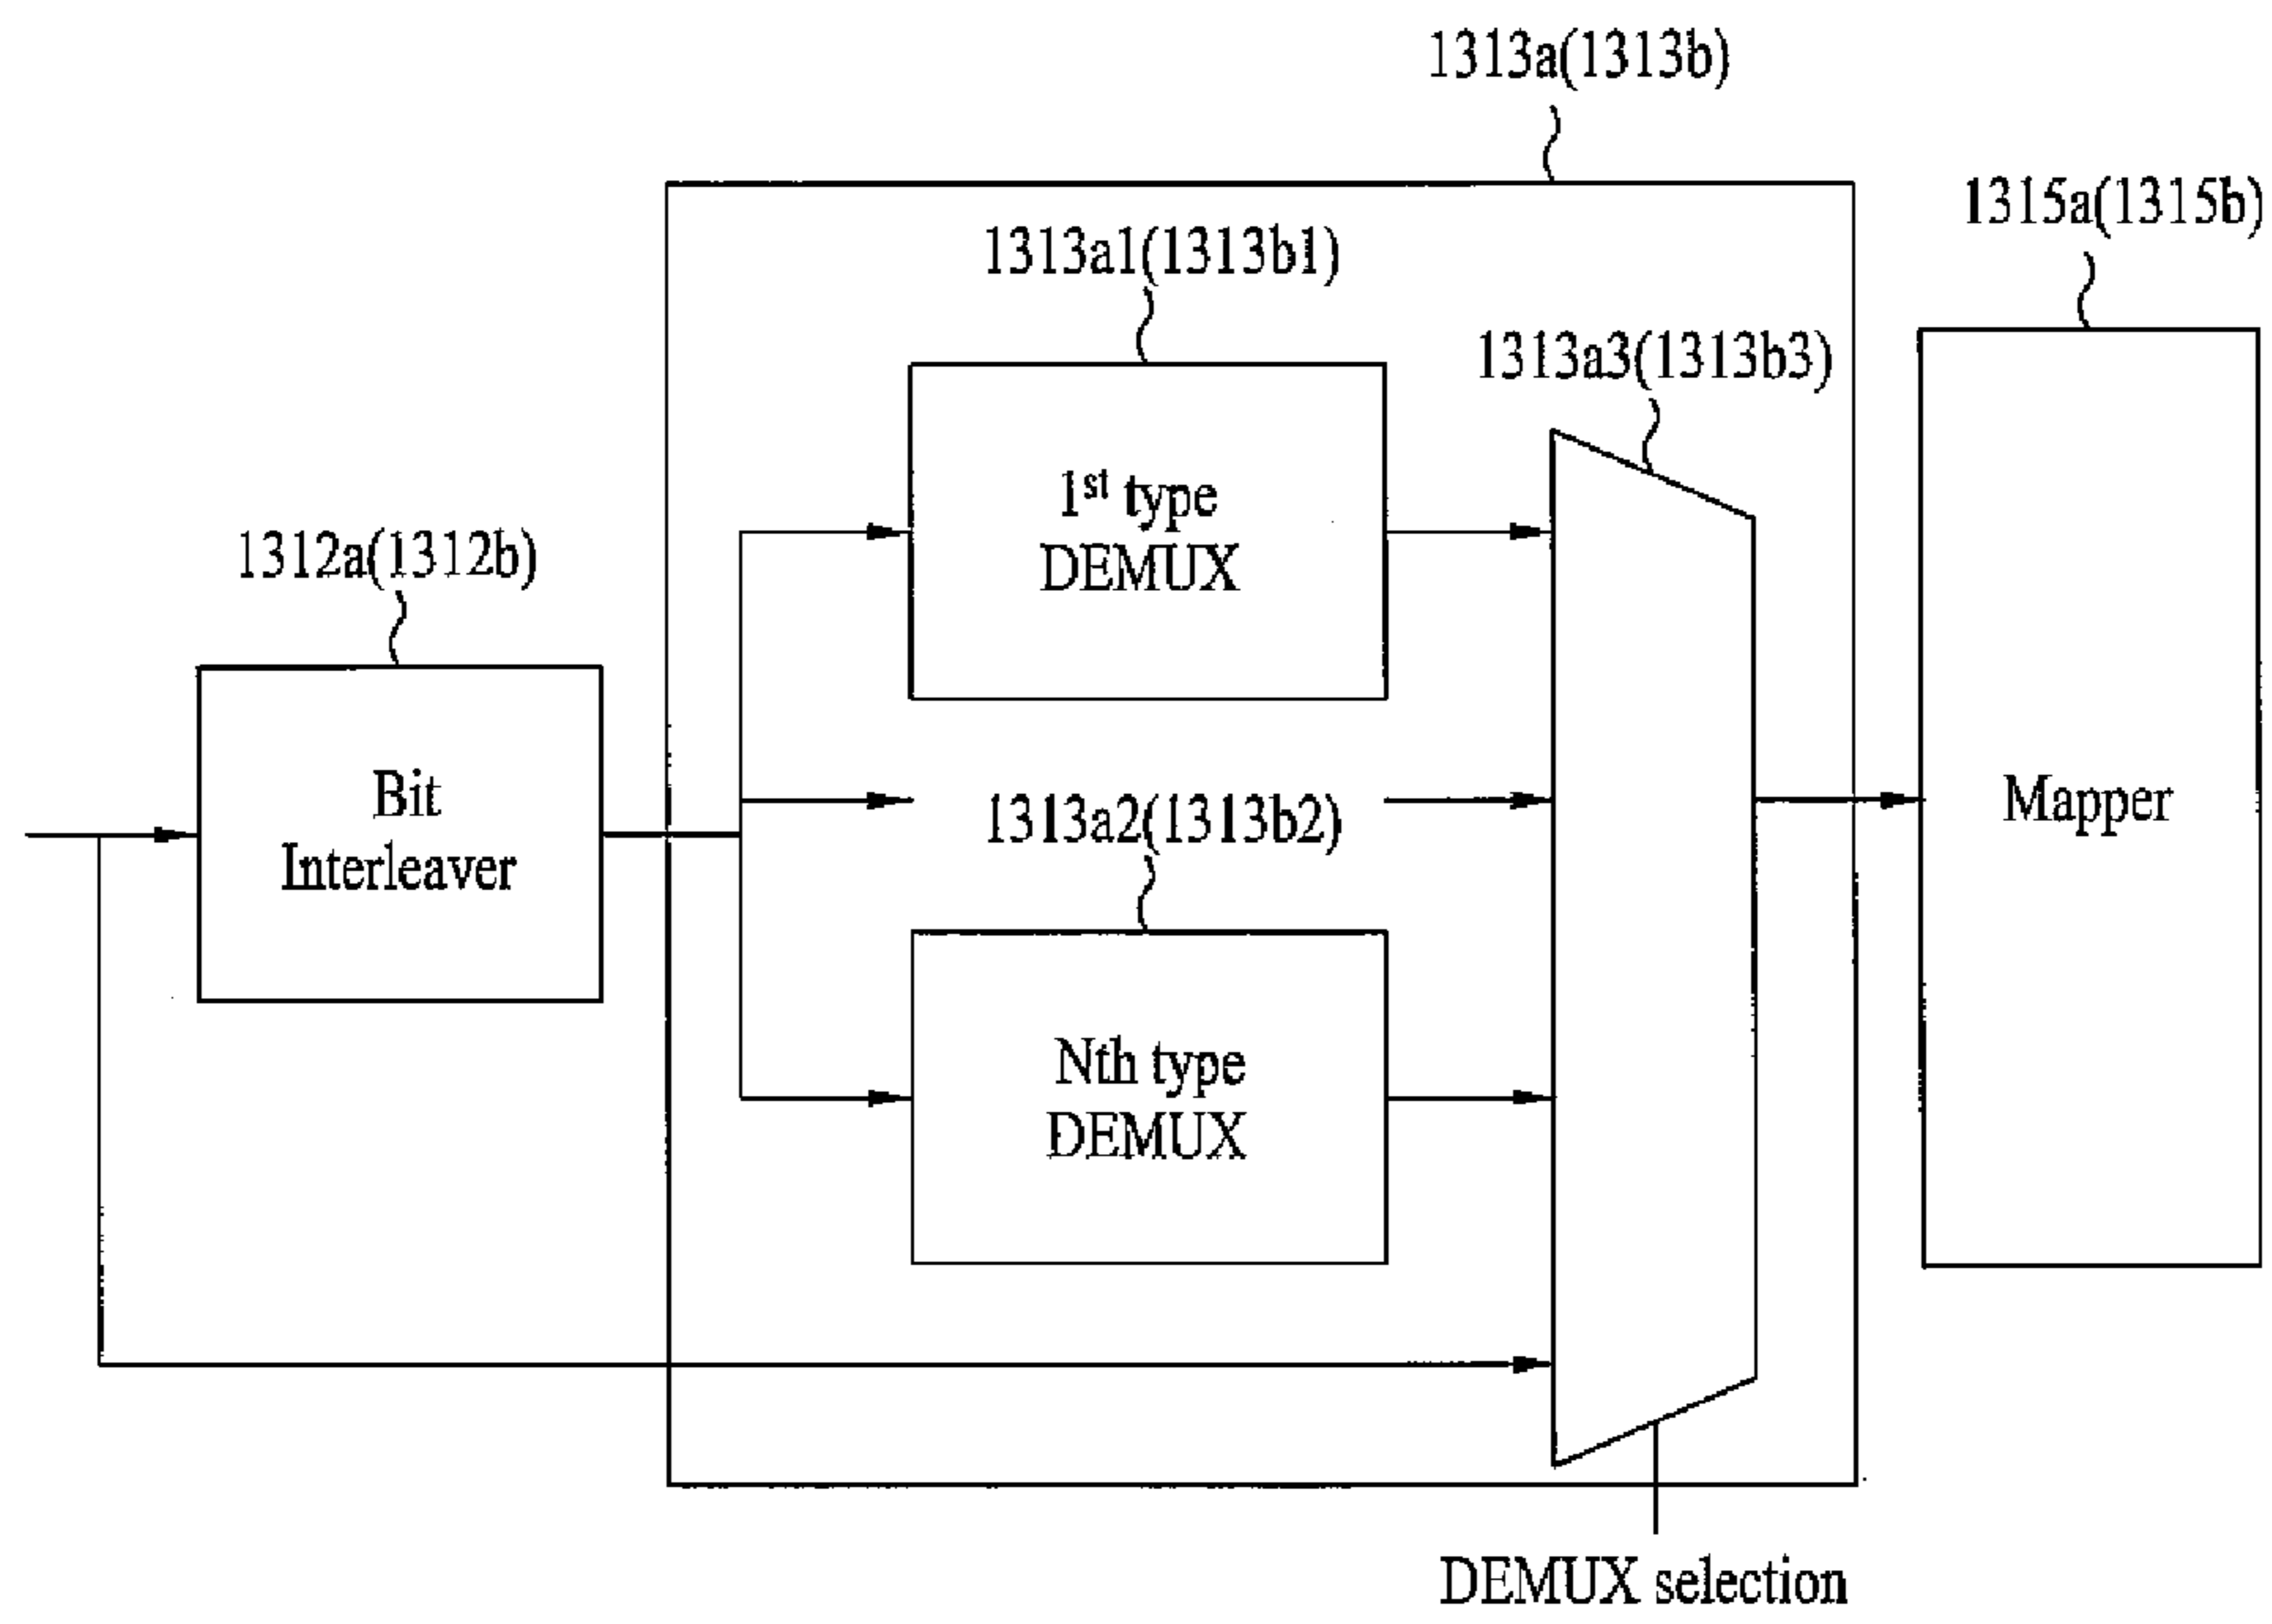 1313a(1313b)
1315a(1315b)
1313a1(1313b1)
1313a3(1313b3)
1st type
DEMUX
1312a(1312b)
Bit
Interleaver
1313a2(1313b2)
Mapper
Nth type
DEMUX
DEMUX selection